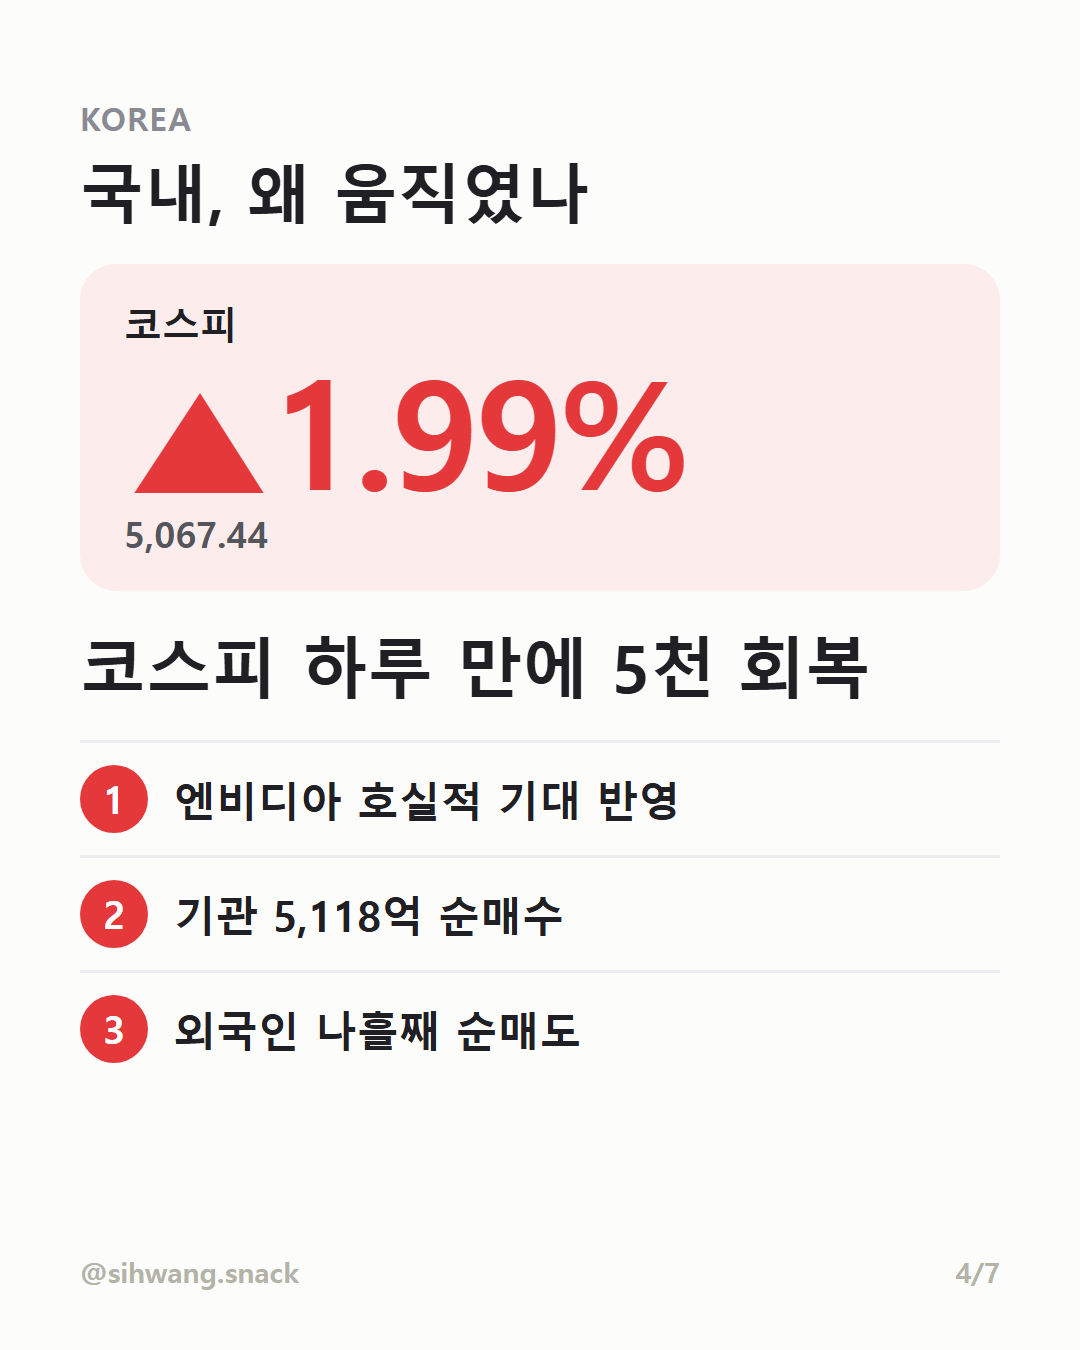 KOREA
국내, 왜 움직였나
코스피
▲1.99%
5,067.44
코스피 하루 만에 5천 회복
1 엔비디아 호실적 기대 반영
2 기관 5,118억 순매수
3 외국인 나흘째 순매도
@sihwang.snack
4/7